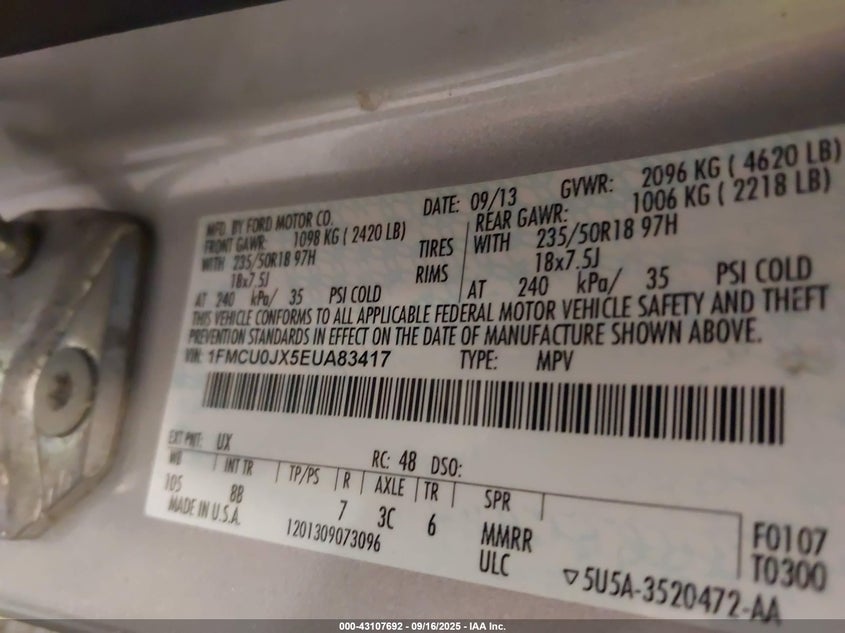 MFD. BY FORD MOTOR CO. DATE: 09/13 GVWR: 2096 KG ( 4620 LB)
FRONT GAWR: 1098 KG ( 2420 LB) REAR GAWR: 1006 KG ( 2218 LB)
WITH 235/50R18 97H TIRES WITH 235/50R18 97H
18x7.5J RIMS 18x7.5J
AT 240 kPa/ 35 PSI COLD AT 240 kPa/ 35 PSI COLD
THIS VEHICLE CONFORMS TO ALL APPLICABLE FEDERAL MOTOR VEHICLE SAFETY AND THEFT
PREVENTION STANDARDS IN EFFECT ON THE DATE OF MANUFACTURE SHOWN ABOVE.
VIN: 1FMCU0JX5EUA83417 TYPE: MPV
EXT PNT: UX RC: 48 DSO:
WB INT TR TP/PS R AXLE TR SPR
105 8B 7 3C 6 MMRR F0107
MADE IN U.S.A. 1201309073096 ULC T0300
▽5U5A-3520472-AA
000-43107692 - 09/16/2025 - IAA Inc.